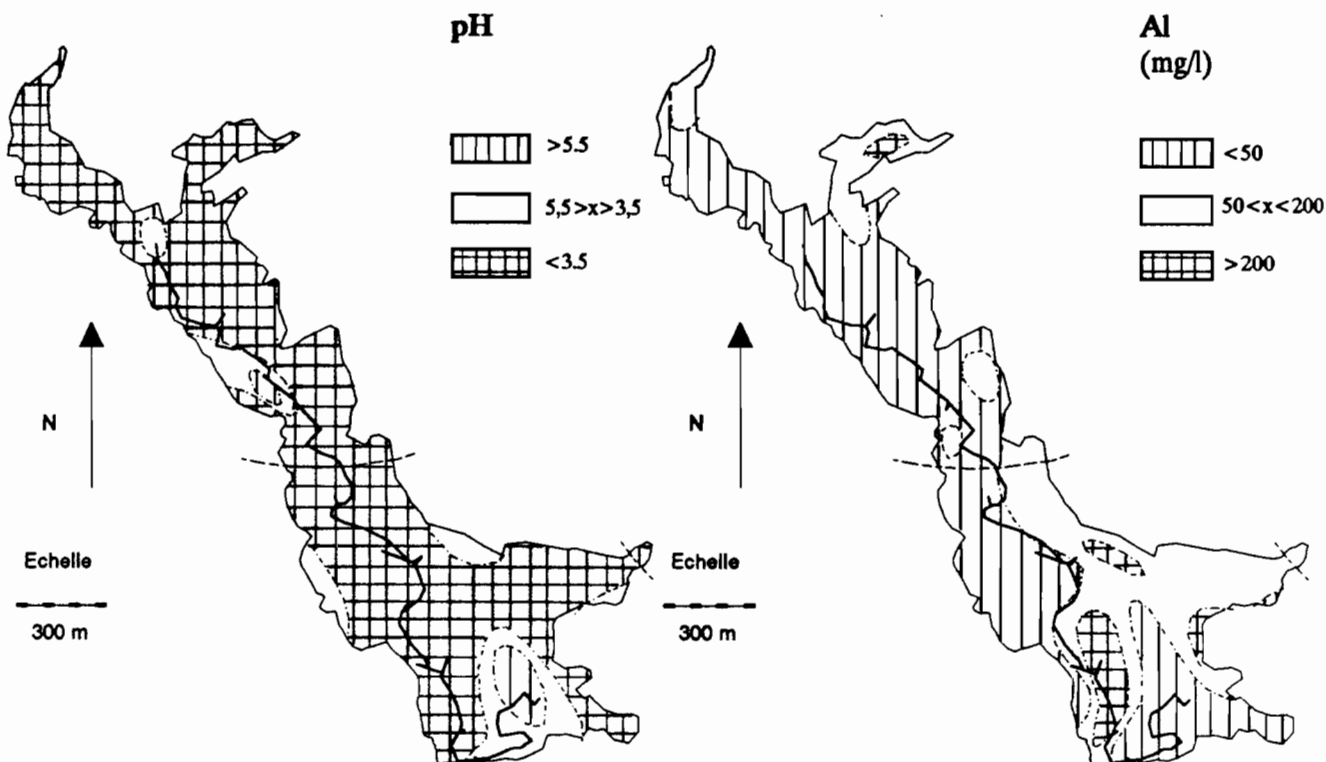 pH
>5.5
5,5>x>3,5
<3.5
N
Echelle
300 m
Al
(mg/l)
<50
50<x<200
>200
N
Echelle
300 m